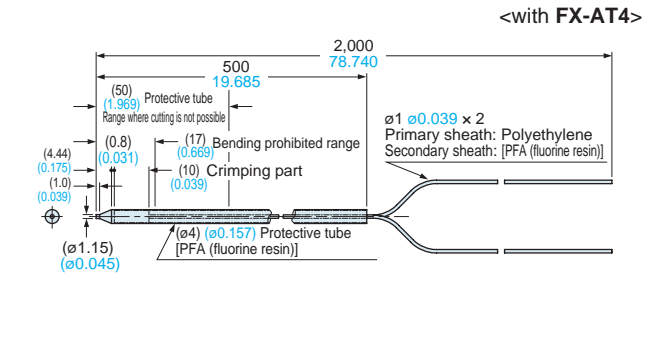 <with FX-AT4>
2,000
78.740
500
19.685
(50)
(1.969)
Protective tube
Range where cutting is not possible
(4.44)
(0.175)
(0.8)
(0.031)
(17)
(0.669)
Bending prohibited range
(1.0)
(0.039)
(10)
(0.039)
Crimping part
ø1 ø0.039 × 2
Primary sheath: Polyethylene
Secondary sheath: [PFA (fluorine resin)]
(ø1.15)
(ø0.045)
(ø4) (ø0.157) Protective tube
[PFA (fluorine resin)]